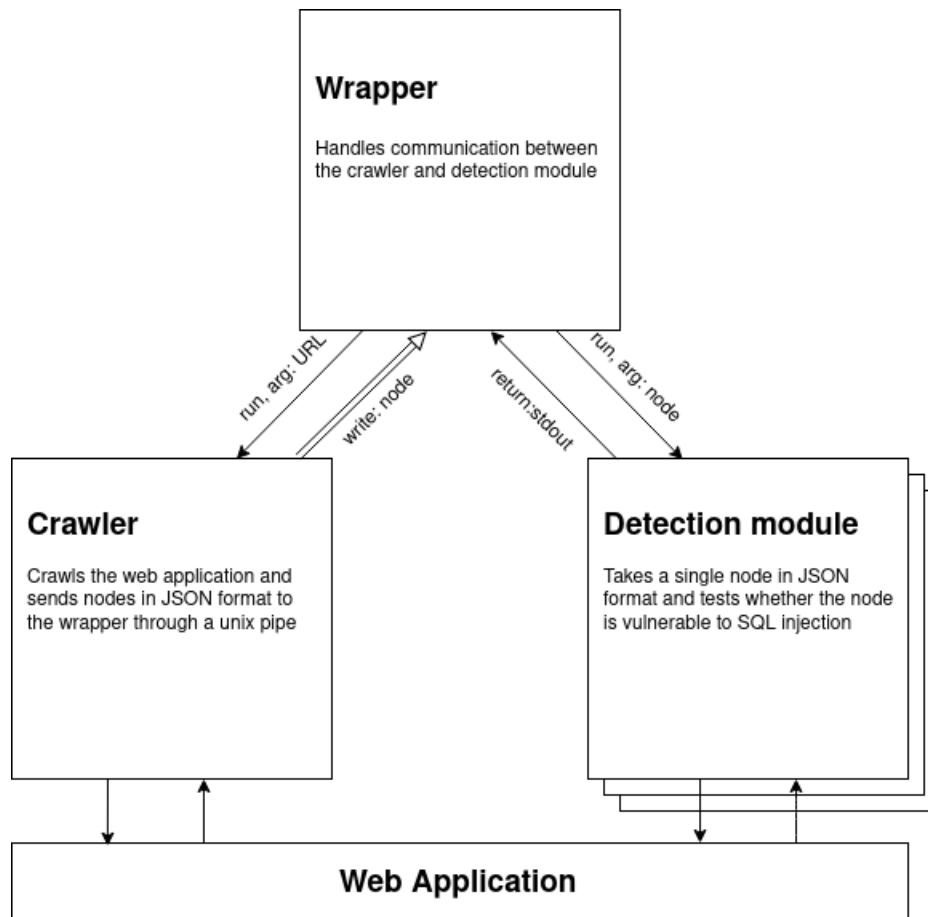 Wrapper
Handles communication between
the crawler and detection module
run, arg: URL
write: node
return:stdout
run, arg: node
Crawler
Crawls the web application and
sends nodes in JSON format to
the wrapper through a unix pipe
Detection module
Takes a single node in JSON
format and tests whether the node
is vulnerable to SQL injection
Web Application